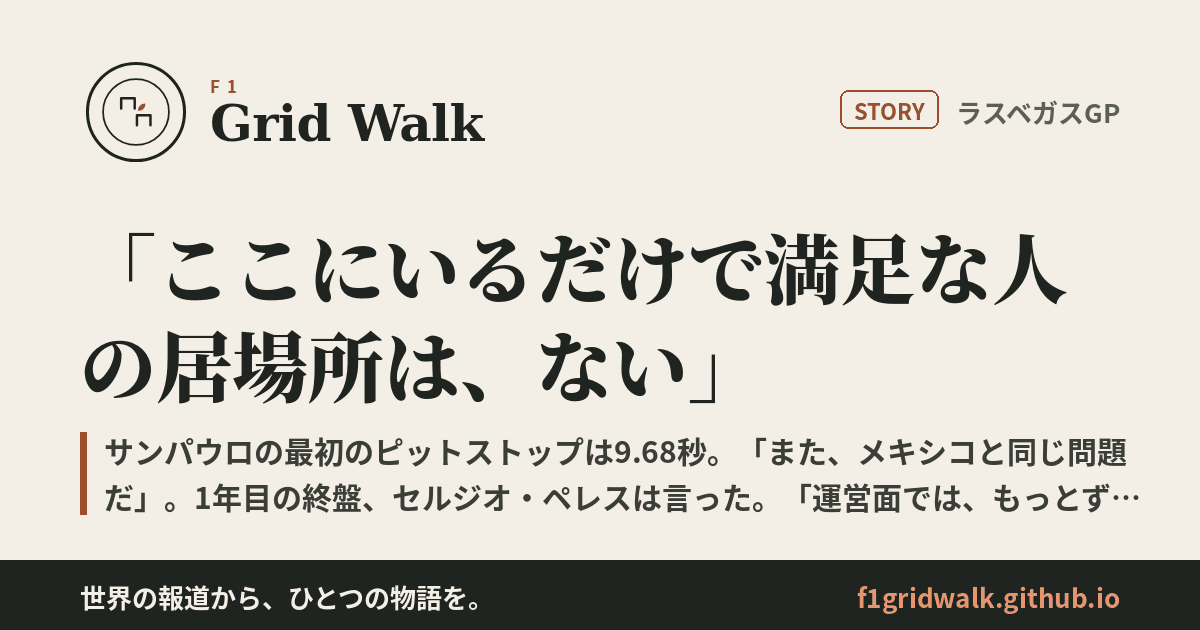 F1
Grid Walk
STORY
ラスベガスGP
「ここにいるだけで満足な人
の居場所は、ない」
サンパウロの最初のピットストップは9.68秒。「また、メキシコと同じ問題
だ」。1年目の終盤、セルジオ・ペレスは言った。「運営面では、もっとず…
世界の報道から、ひとつの物語を。
f1gridwalk.github.io